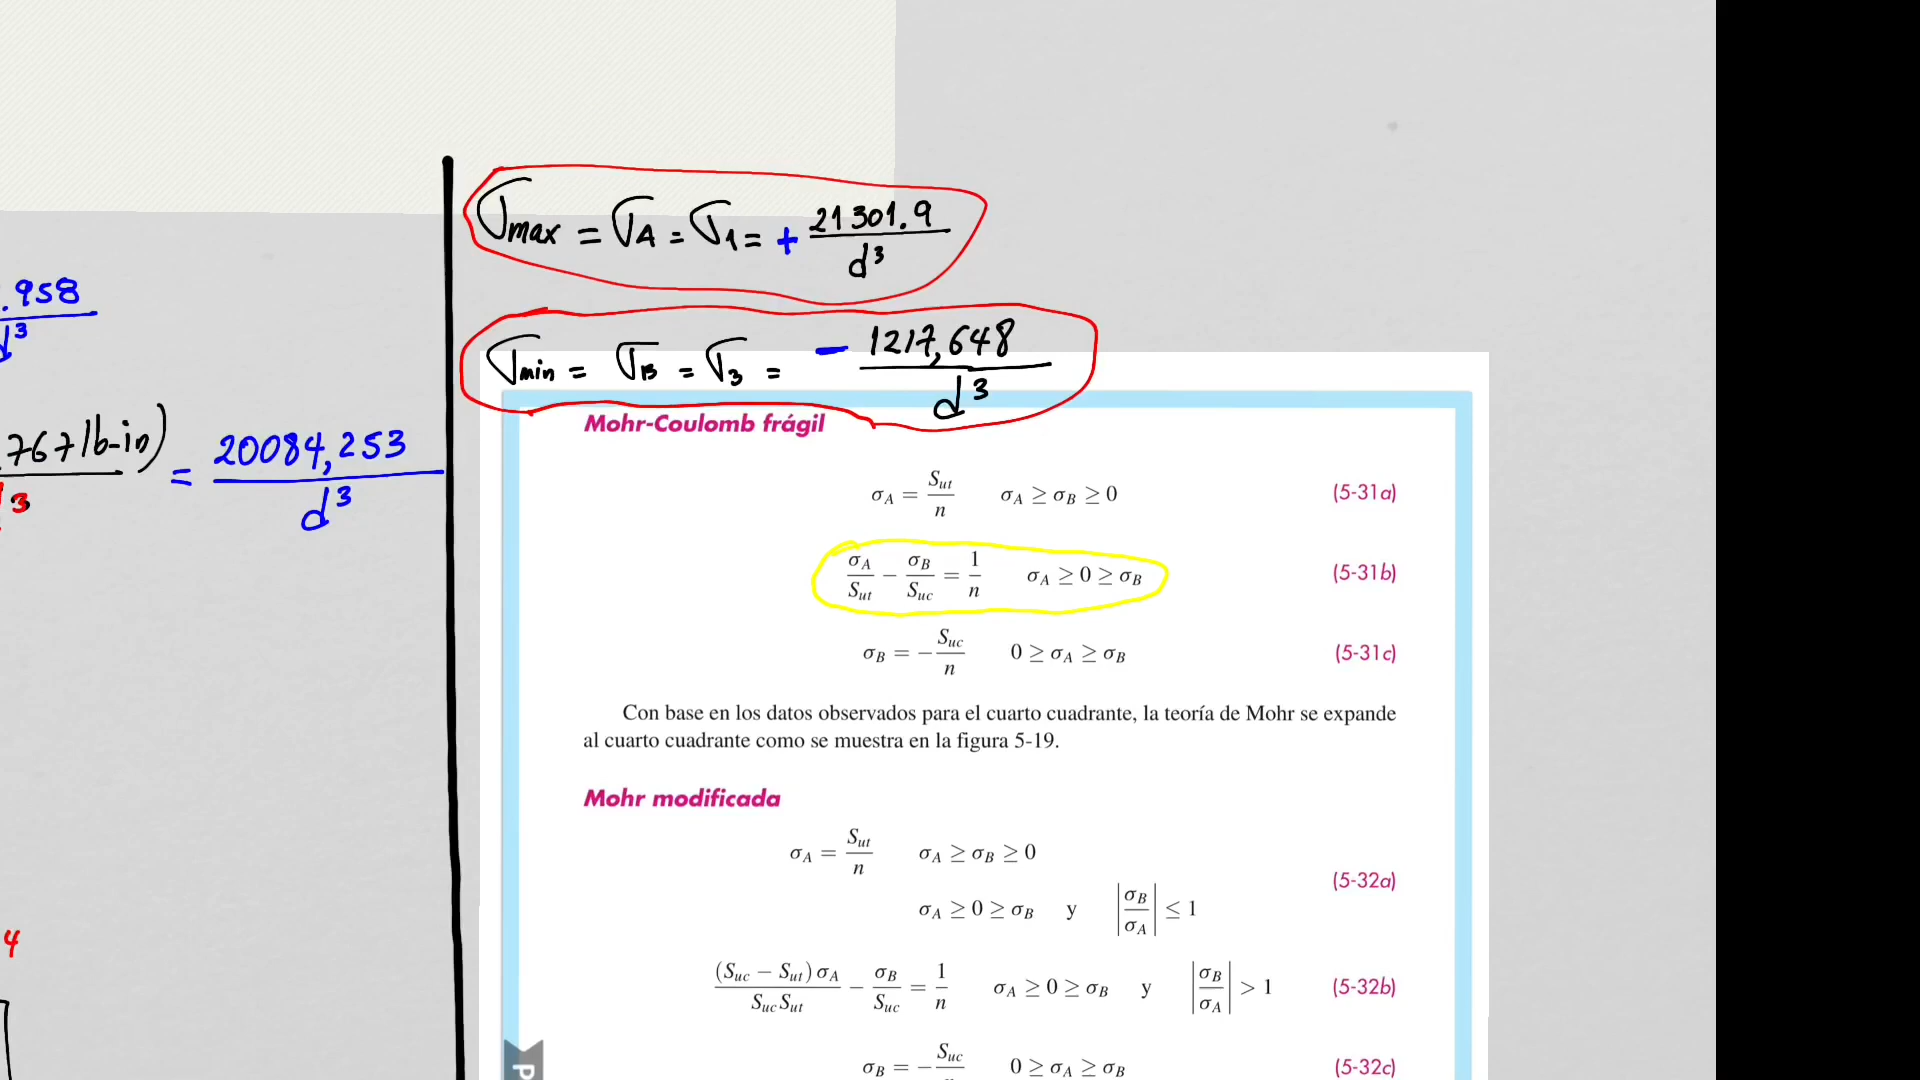 σmax = σA = σ1 = + 21301.9 / d³
σmin = σB = σ3 = - 1217,648 / d³
.958 / d³
767 lb-in) / d³ = 20084,253 / d³
4
Mohr-Coulomb frágil
σA = Sut / n    σA ≥ σB ≥ 0    (5-31a)
σA / Sut − σB / Suc = 1 / n    σA ≥ 0 ≥ σB    (5-31b)
σB = − Suc / n    0 ≥ σA ≥ σB    (5-31c)
Con base en los datos observados para el cuarto cuadrante, la teoría de Mohr se expande
al cuarto cuadrante como se muestra en la figura 5-19.
Mohr modificada
σA = Sut / n    σA ≥ σB ≥ 0
(5-32a)
σA ≥ 0 ≥ σB    y    |σB / σA| ≤ 1
(Suc − Sut) σA / Suc Sut − σB / Suc = 1 / n    σA ≥ 0 ≥ σB    y    |σB / σA| > 1    (5-32b)
σB = − Suc / n    0 ≥ σA ≥ σB    (5-32c)
P